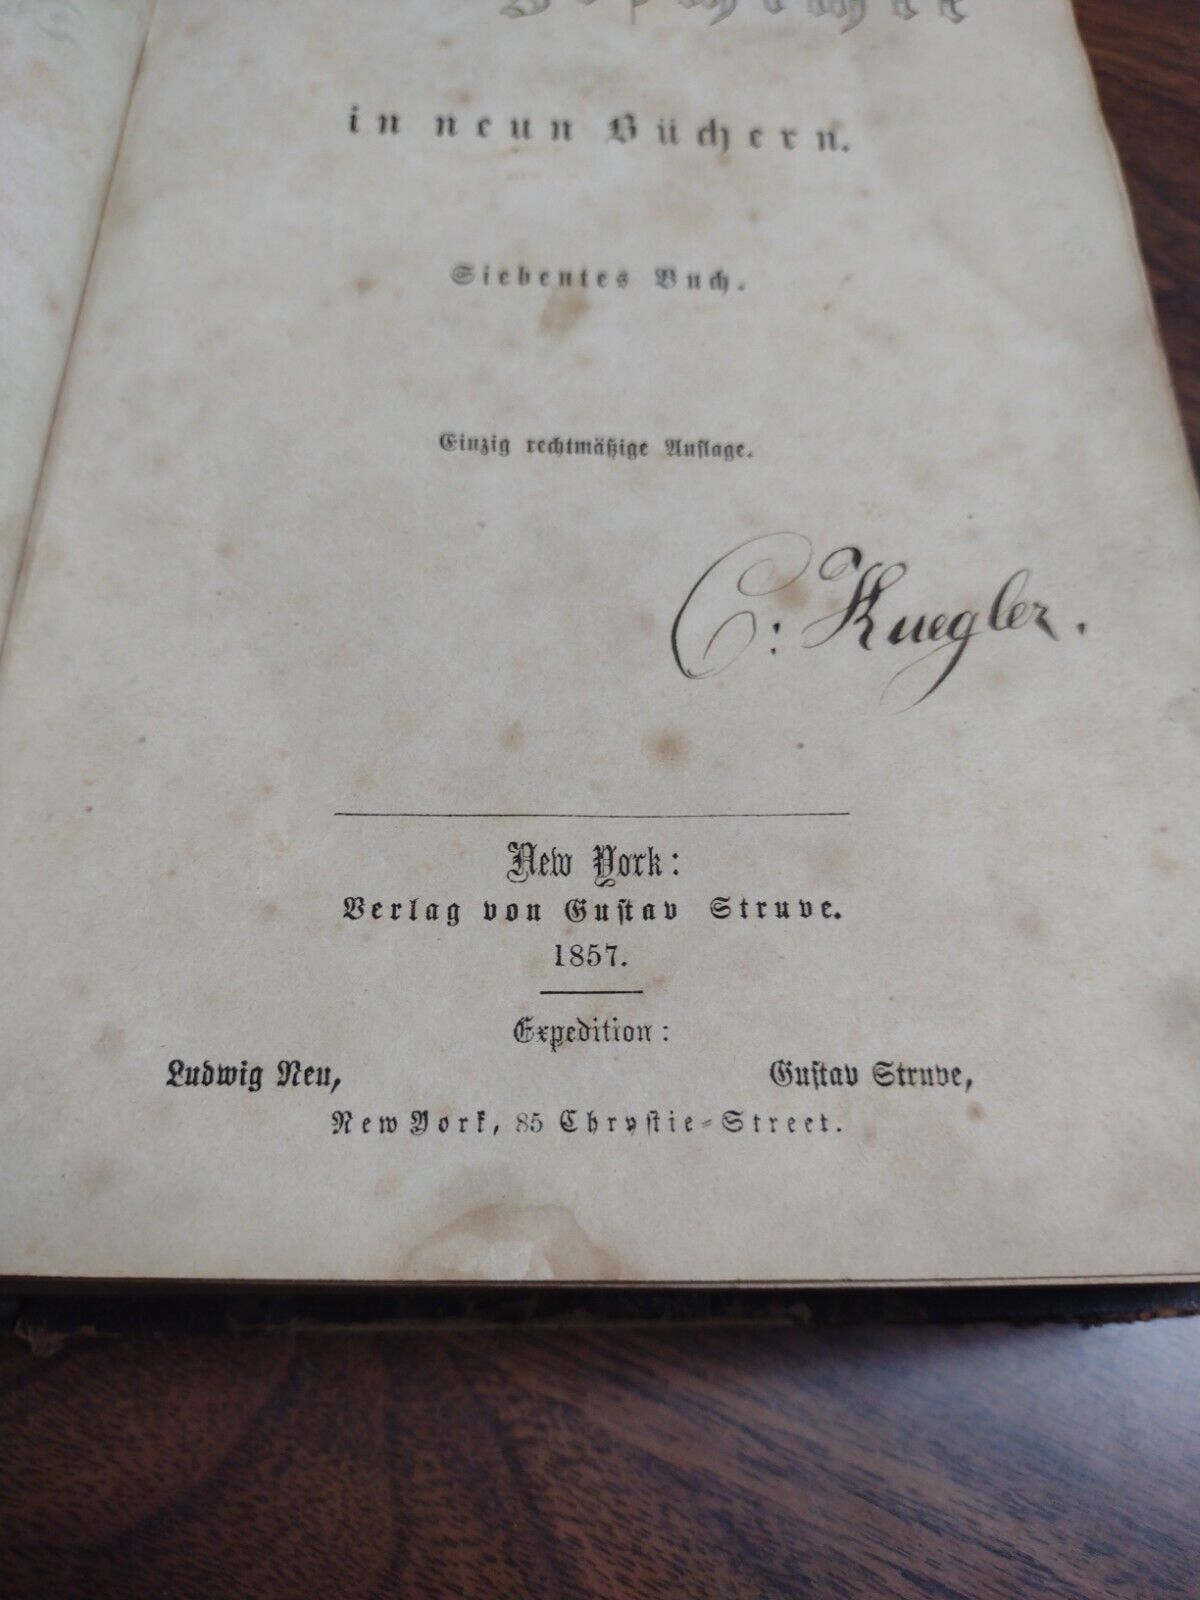 in neun Büchern.
Siebentes Buch.
Einzig rechtmäßige Auflage.
C: Kuegler.
New York:
Verlag von Gustav Struve.
1857.
Expedition:
Ludwig Neu, Gustav Struve,
New York, 85 Chrystie-Street.